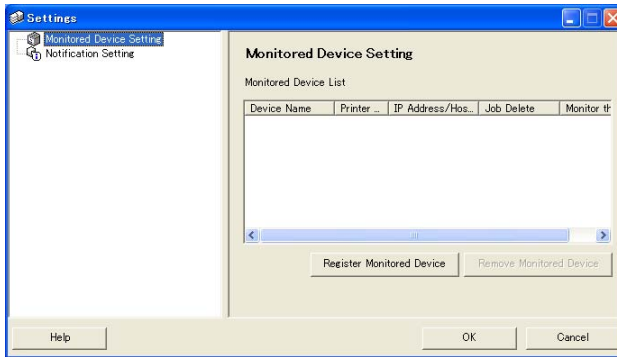 Settings
Monitored Device Setting
Notification Setting
Monitored Device Setting
Monitored Device List
Device Name Printer ... IP Address/Hos... Job Delete Monitor th
Register Monitored Device Remove Monitored Device
Help OK Cancel